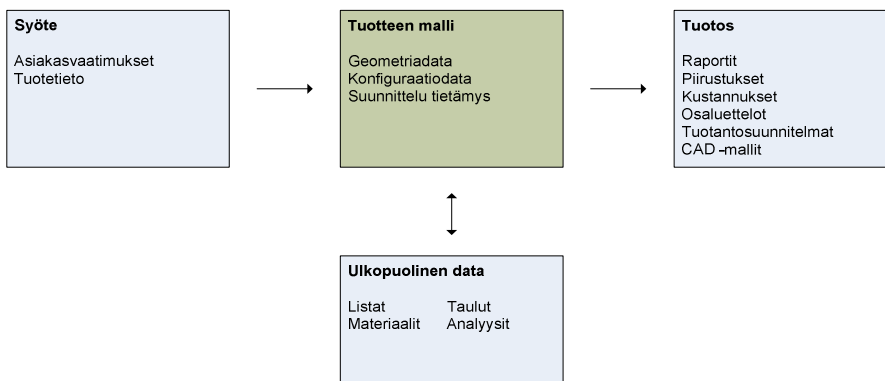 Syöte
Asiakasvaatimukset
Tuotetieto
Tuotteen malli
Geometriadata
Konfiguraatiodata
Suunnittelu tietämys
Tuotos
Raportit
Piirustukset
Kustannukset
Osaluettelot
Tuotantosuunnitelmat
CAD -mallit
Ulkopuolinen data
Listat Taulut
Materiaalit Analyysit